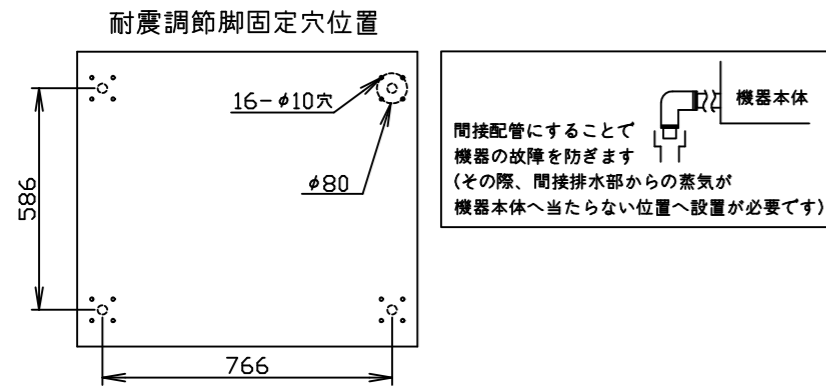 耐震調節脚固定穴位置
16-φ10穴
φ80
586
766
機器本体
間接配管にすることで
機器の故障を防ぎます
(その際、間接排水部からの蒸気が
機器本体へ当たらない位置へ設置が必要です)